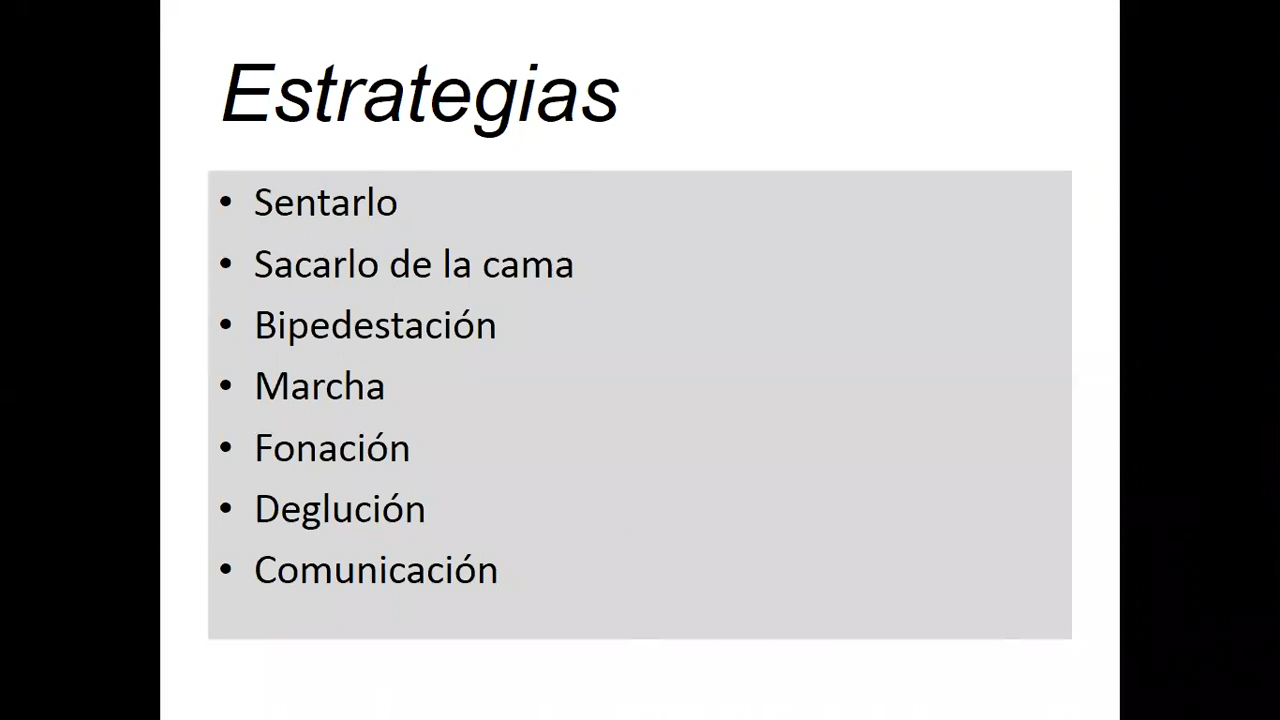 Estrategias
• Sentarlo
• Sacarlo de la cama
• Bipedestación
• Marcha
• Fonación
• Deglución
• Comunicación